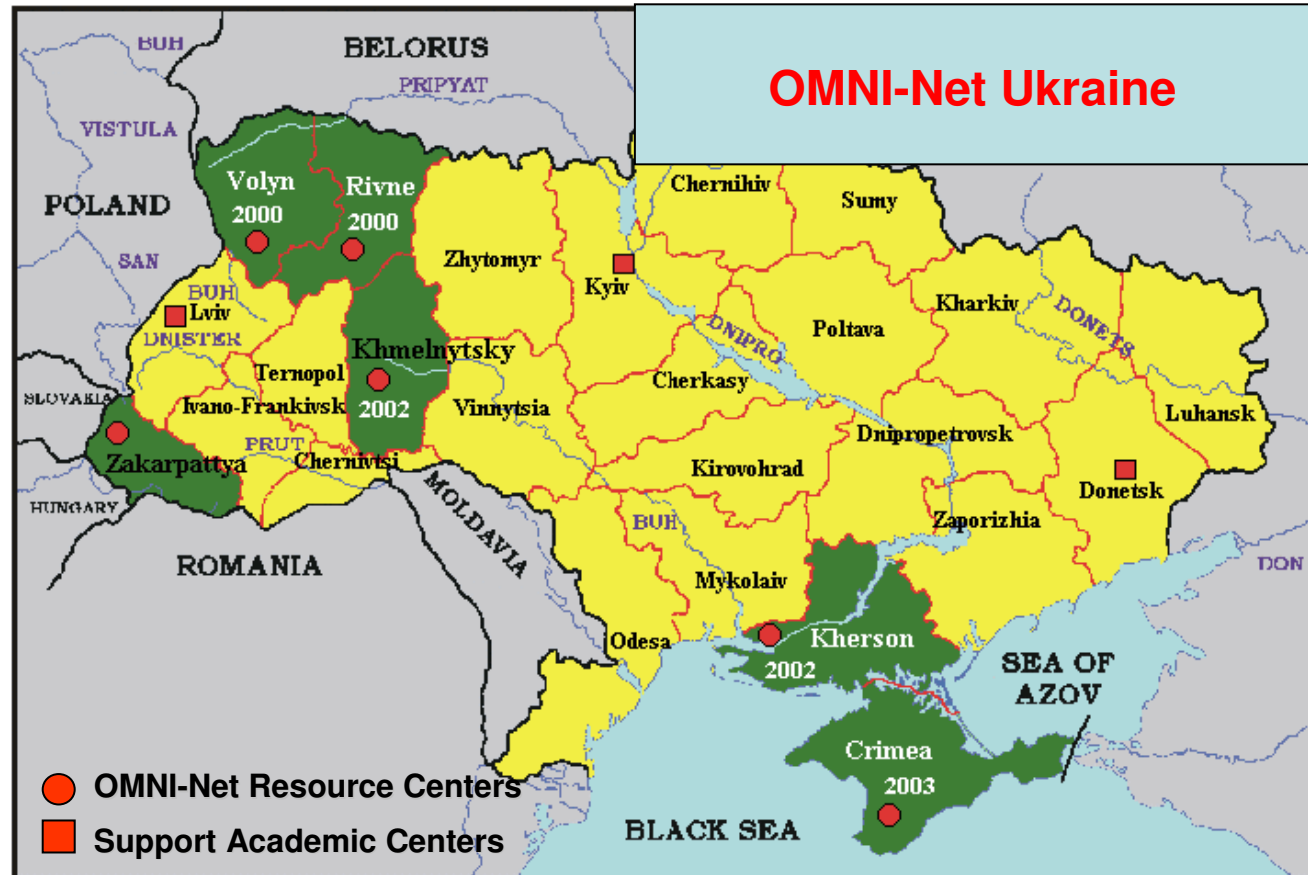 OMNI-Net Ukraine
BUH
BELORUS
PRIPYAT
VISTULA
POLAND
SAN
Volyn
2000
Rivne
2000
Zhytomyr
Kyiv
Chernihiv
Sumy
BUH
Lviv
DNISTER
Khmelnytsky
2002
Ternopol
Ivano-Frankivsk
Vinnytsia
Cherkasy
DNIPRO
Poltava
Kharkiv
DONETS
Luhansk
SLOVAKIA
Zakarpattya
PRUT
Chernivtsi
Kirovohrad
Dnipropetrovsk
Donetsk
HUNGARY
ROMANIA
MOLDAVIA
BUH
Mykolaiv
Zaporizhia
DON
Odesa
Kherson
2002
SEA OF
AZOV
Crimea
2003
BLACK SEA
OMNI-Net Resource Centers
Support Academic Centers